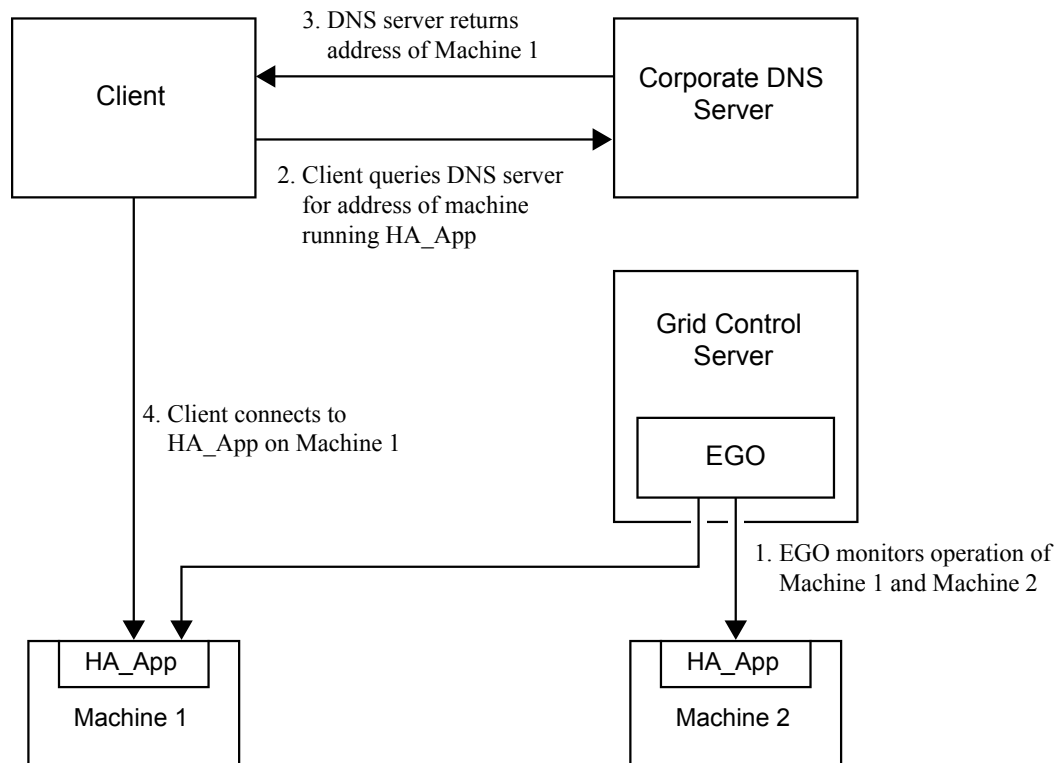 3. DNS server returns
address of Machine 1
Client
Corporate DNS
Server
2. Client queries DNS server
for address of machine
running HA_App
Grid Control
Server
4. Client connects to
HA_App on Machine 1
EGO
1. EGO monitors operation of
Machine 1 and Machine 2
HA_App
Machine 1
HA_App
Machine 2